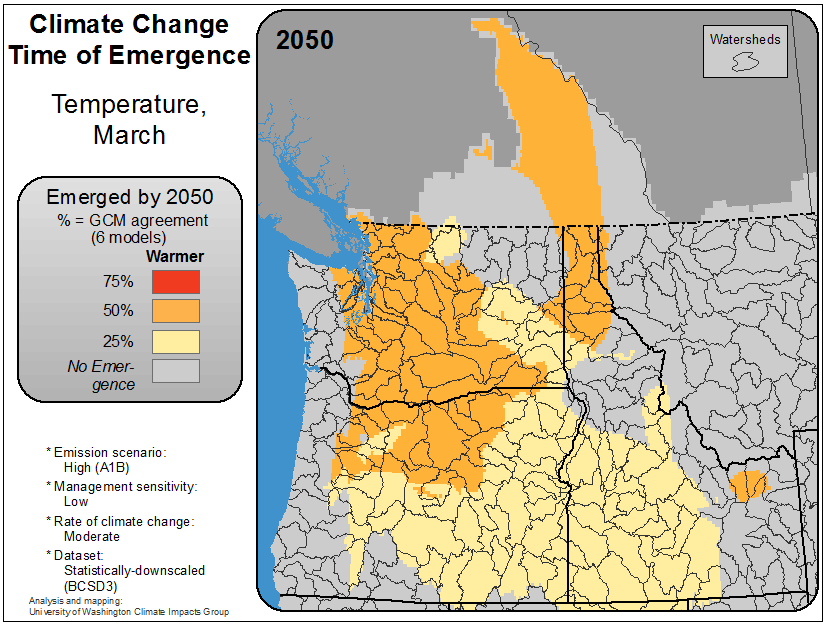 Climate Change
Time of Emergence
Temperature,
March
Emerged by 2050
% = GCM agreement
(6 models)
Warmer
75%
50%
25%
No Emer-
gence
* Emission scenario:
High (A1B)
* Management sensitivity:
Low
* Rate of climate change:
Moderate
* Dataset:
Statistically-downscaled
(BCSD3)
Analysis and mapping:
University of Washington Climate Impacts Group
2050
Watersheds